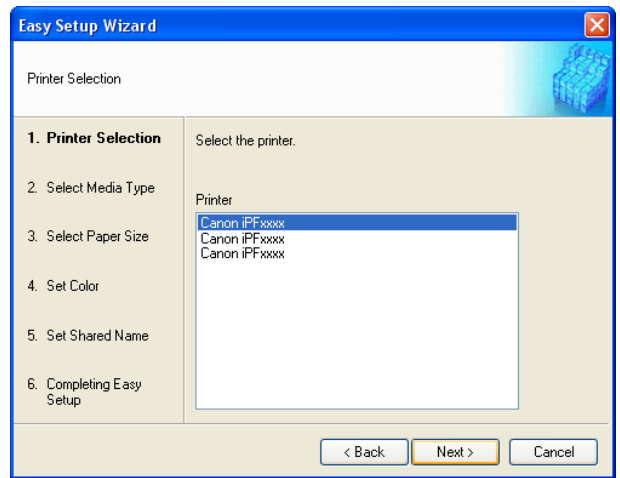 Easy Setup Wizard
Printer Selection
1. Printer Selection
2. Select Media Type
3. Select Paper Size
4. Set Color
5. Set Shared Name
6. Completing Easy
Setup
Select the printer.
Printer
Canon iPFxxxx
Canon iPFxxxx
Canon iPFxxxx
< Back
Next >
Cancel